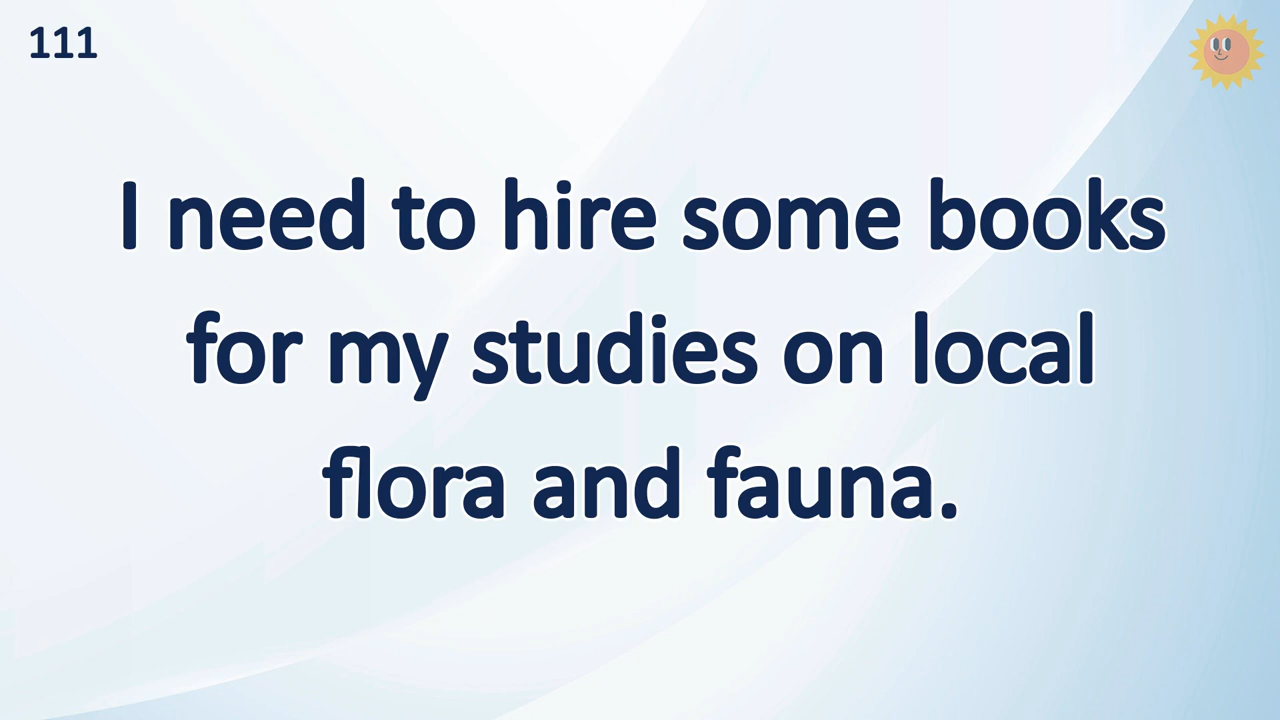 111
I need to hire some books
for my studies on local
flora and fauna.